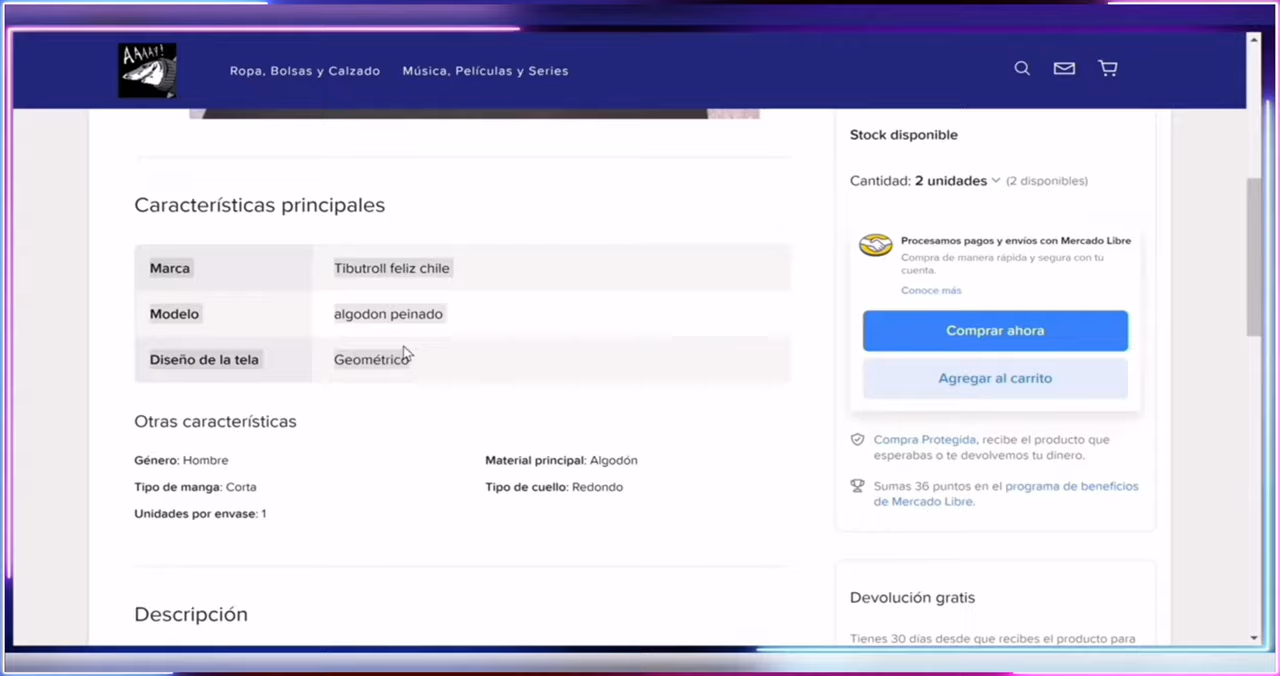 AAAAY!
Ropa, Bolsas y Calzado
Música, Películas y Series
Stock disponible
Cantidad: 2 unidades (2 disponibles)
Características principales
Marca Tibutroll feliz chile
Modelo algodon peinado
Diseño de la tela Geométrico
Procesamos pagos y envíos con Mercado Libre
Compra de manera rápida y segura con tu
cuenta.
Conoce más
Comprar ahora
Agregar al carrito
Otras características
Género: Hombre
Material principal: Algodón
Tipo de manga: Corta
Tipo de cuello: Redondo
Unidades por envase: 1
Compra Protegida, recibe el producto que
esperabas o te devolvemos tu dinero.
Sumas 36 puntos en el programa de beneficios
de Mercado Libre.
Descripción
Devolución gratis
Tienes 30 días desde que recibes el producto para